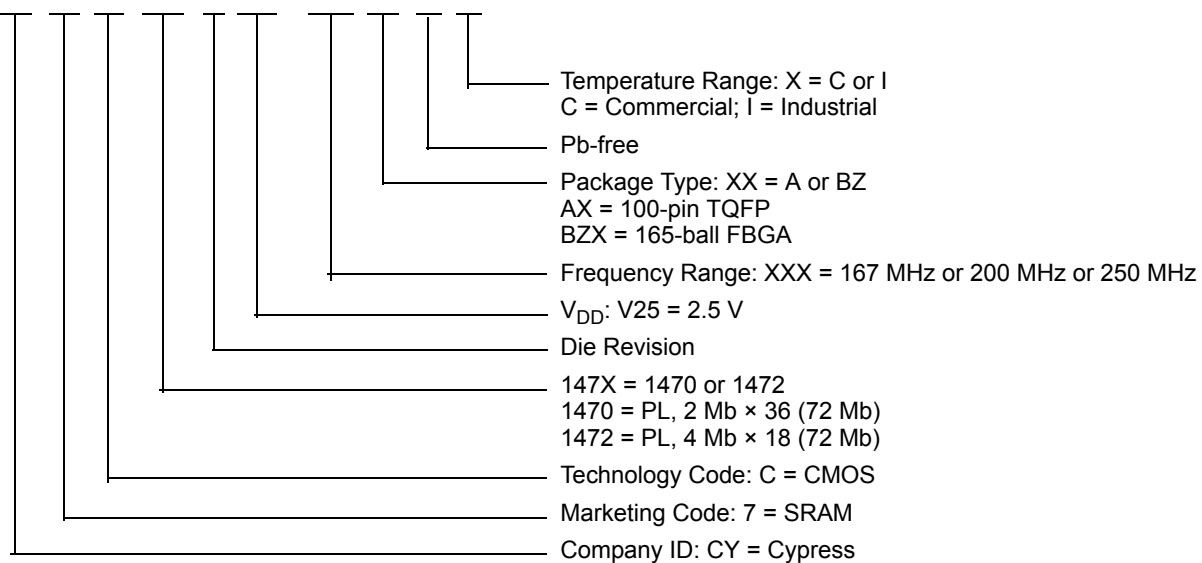 Temperature Range: X = C or I
C = Commercial; I = Industrial
Pb-free
Package Type: XX = A or BZ
AX = 100-pin TQFP
BZX = 165-ball FBGA
Frequency Range: XXX = 167 MHz or 200 MHz or 250 MHz
VDD: V25 = 2.5 V
Die Revision
147X = 1470 or 1472
1470 = PL, 2 Mb × 36 (72 Mb)
1472 = PL, 4 Mb × 18 (72 Mb)
Technology Code: C = CMOS
Marketing Code: 7 = SRAM
Company ID: CY = Cypress